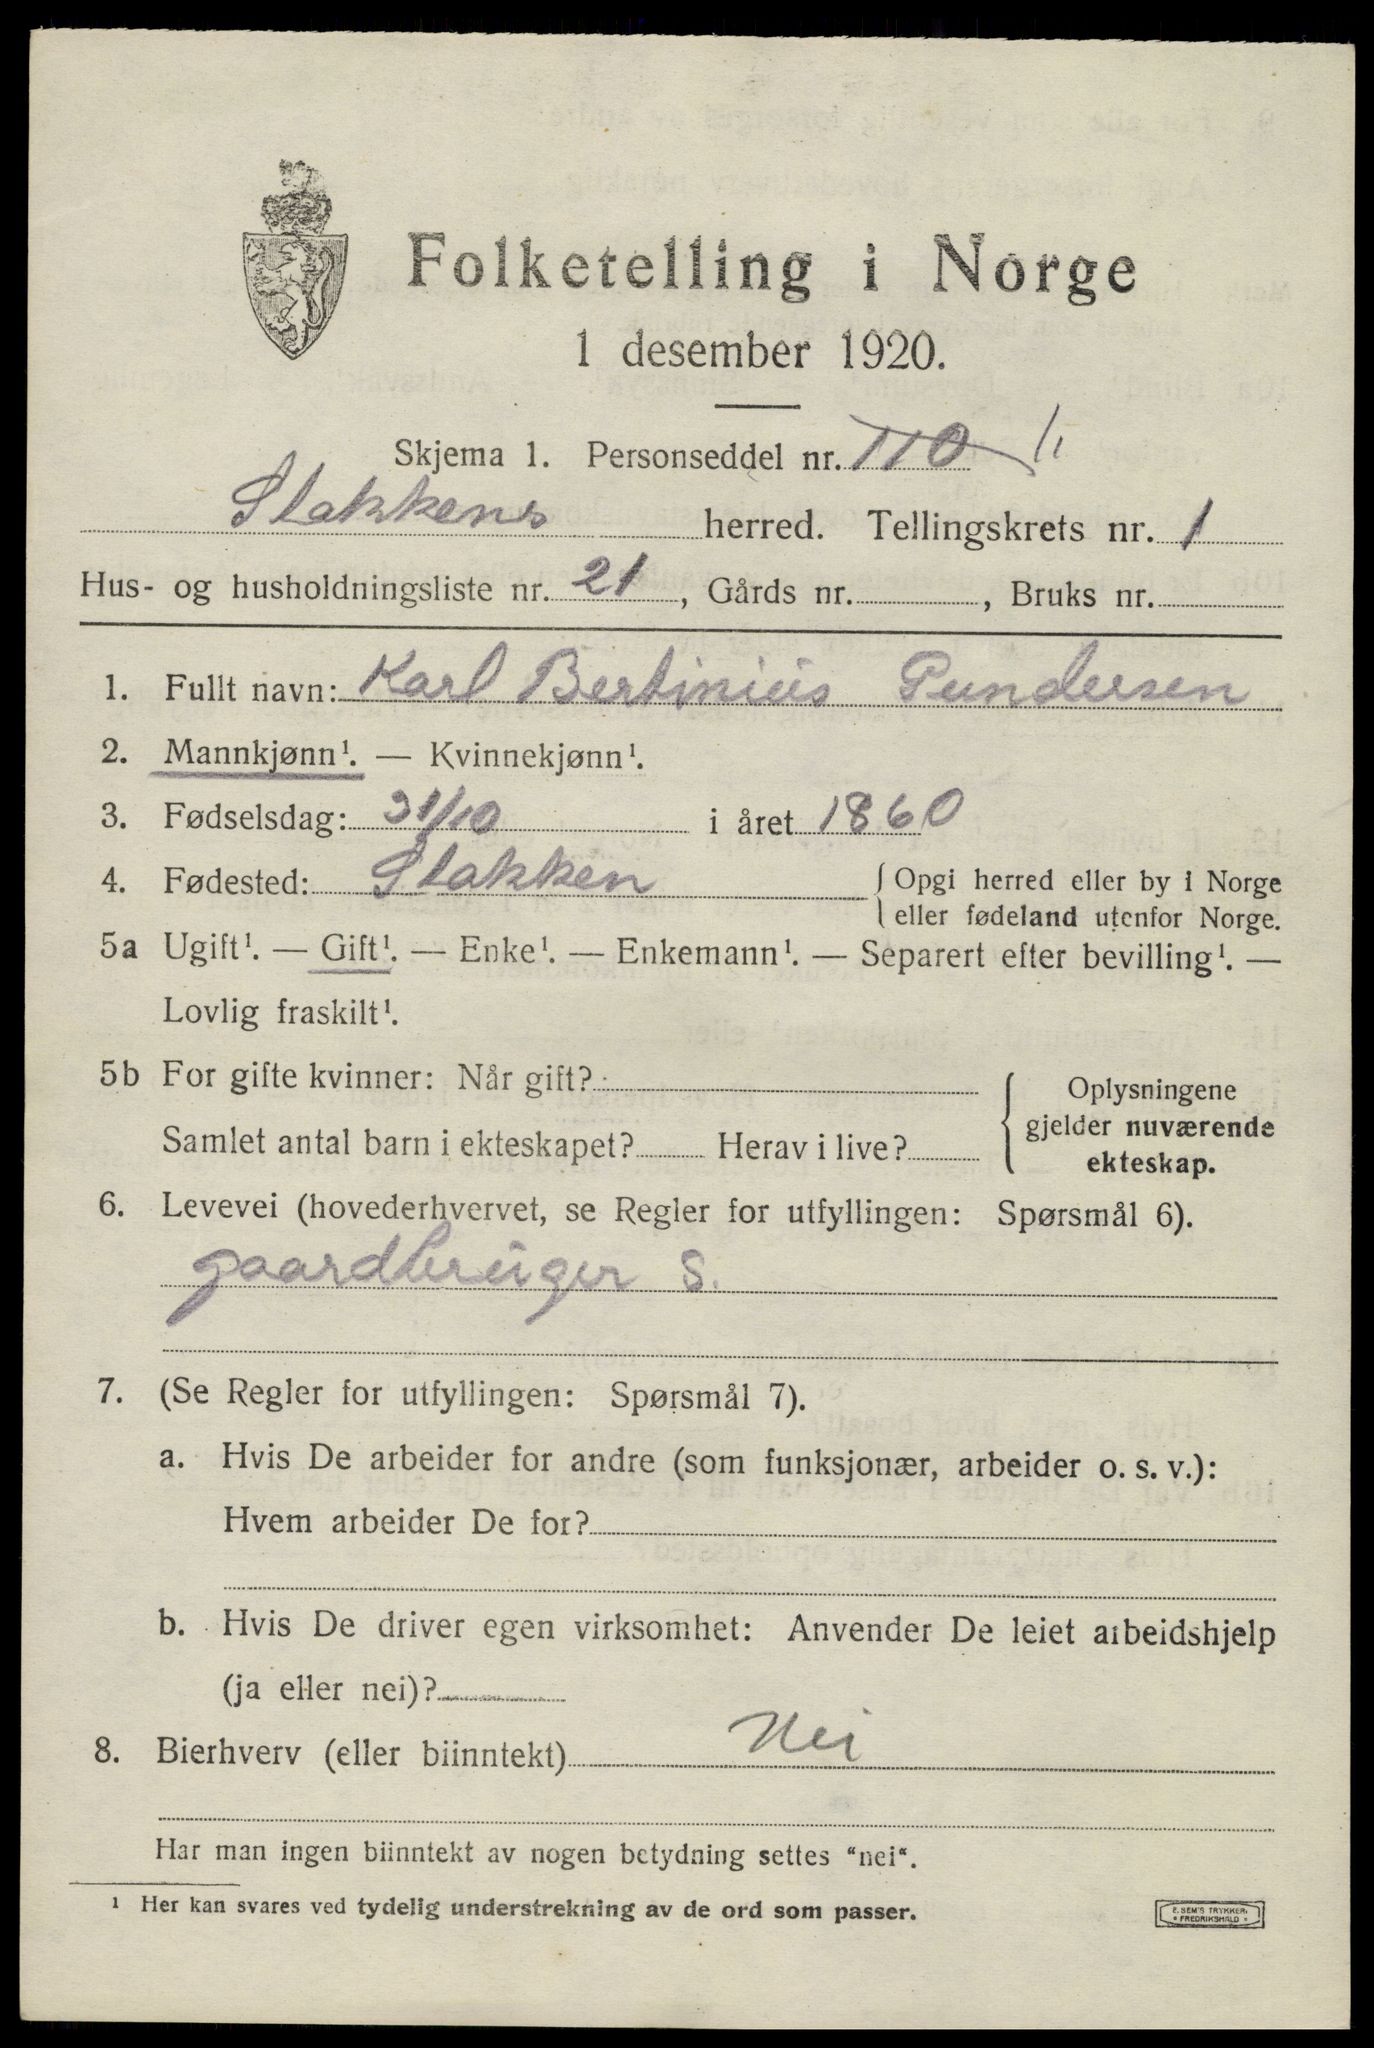 Folketelling i Norge
1 desember 1920.
Skjema 1. Personseddel nr. 110 11
Stakkens herred. Tellingskrets nr. 1
Hus- og husholdningsliste nr. 21, Gårds nr. , Bruks nr.
1. Fullt navn: Karl Bertinius Pundersen
2. Mannkjønn¹. — Kvinnekjønn¹.
3. Fødselsdag: 31/10 i året 1860
4. Fødested: Stakken {Opgi herred eller by i Norge
eller fødeland utenfor Norge.
5a Ugift¹. — Gift¹. — Enke¹. — Enkemann¹. — Separert efter bevilling¹. —
Lovlig fraskilt¹.
5b For gifte kvinner: Når gift?
Samlet antal barn i ekteskapet? Herav i live?
{Oplysningene
gjelder nuværende
ekteskap.
6. Levevei (hovederhvervet, se Regler for utfyllingen: Spørsmål 6).
gaardbruger S.
7. (Se Regler for utfyllingen: Spørsmål 7).
a. Hvis De arbeider for andre (som funksjonær, arbeider o. s. v.):
Hvem arbeider De for?
b. Hvis De driver egen virksomhet: Anvender De leiet arbeidshjelp
(ja eller nei)?
8. Bierhverv (eller biinntekt) Nei
Har man ingen biinntekt av nogen betydning settes "nei".
¹ Her kan svares ved tydelig understrekning av de ord som passer.
E. SEM'S TRYKKERI
FREDRIKSHALD